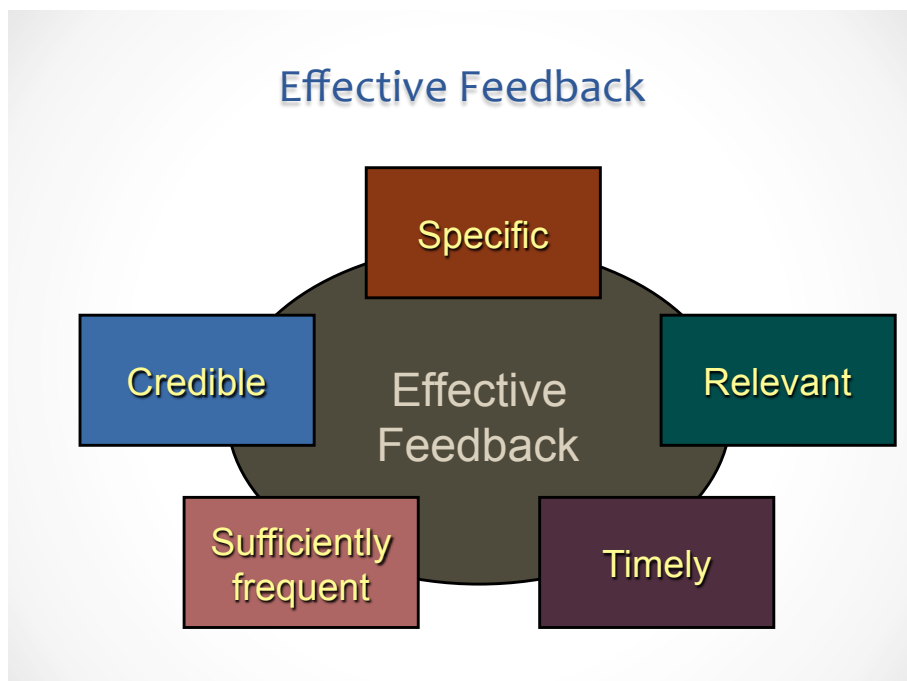 Effective Feedback
Specific
Credible
Effective
Feedback
Relevant
Sufficiently
frequent
Timely